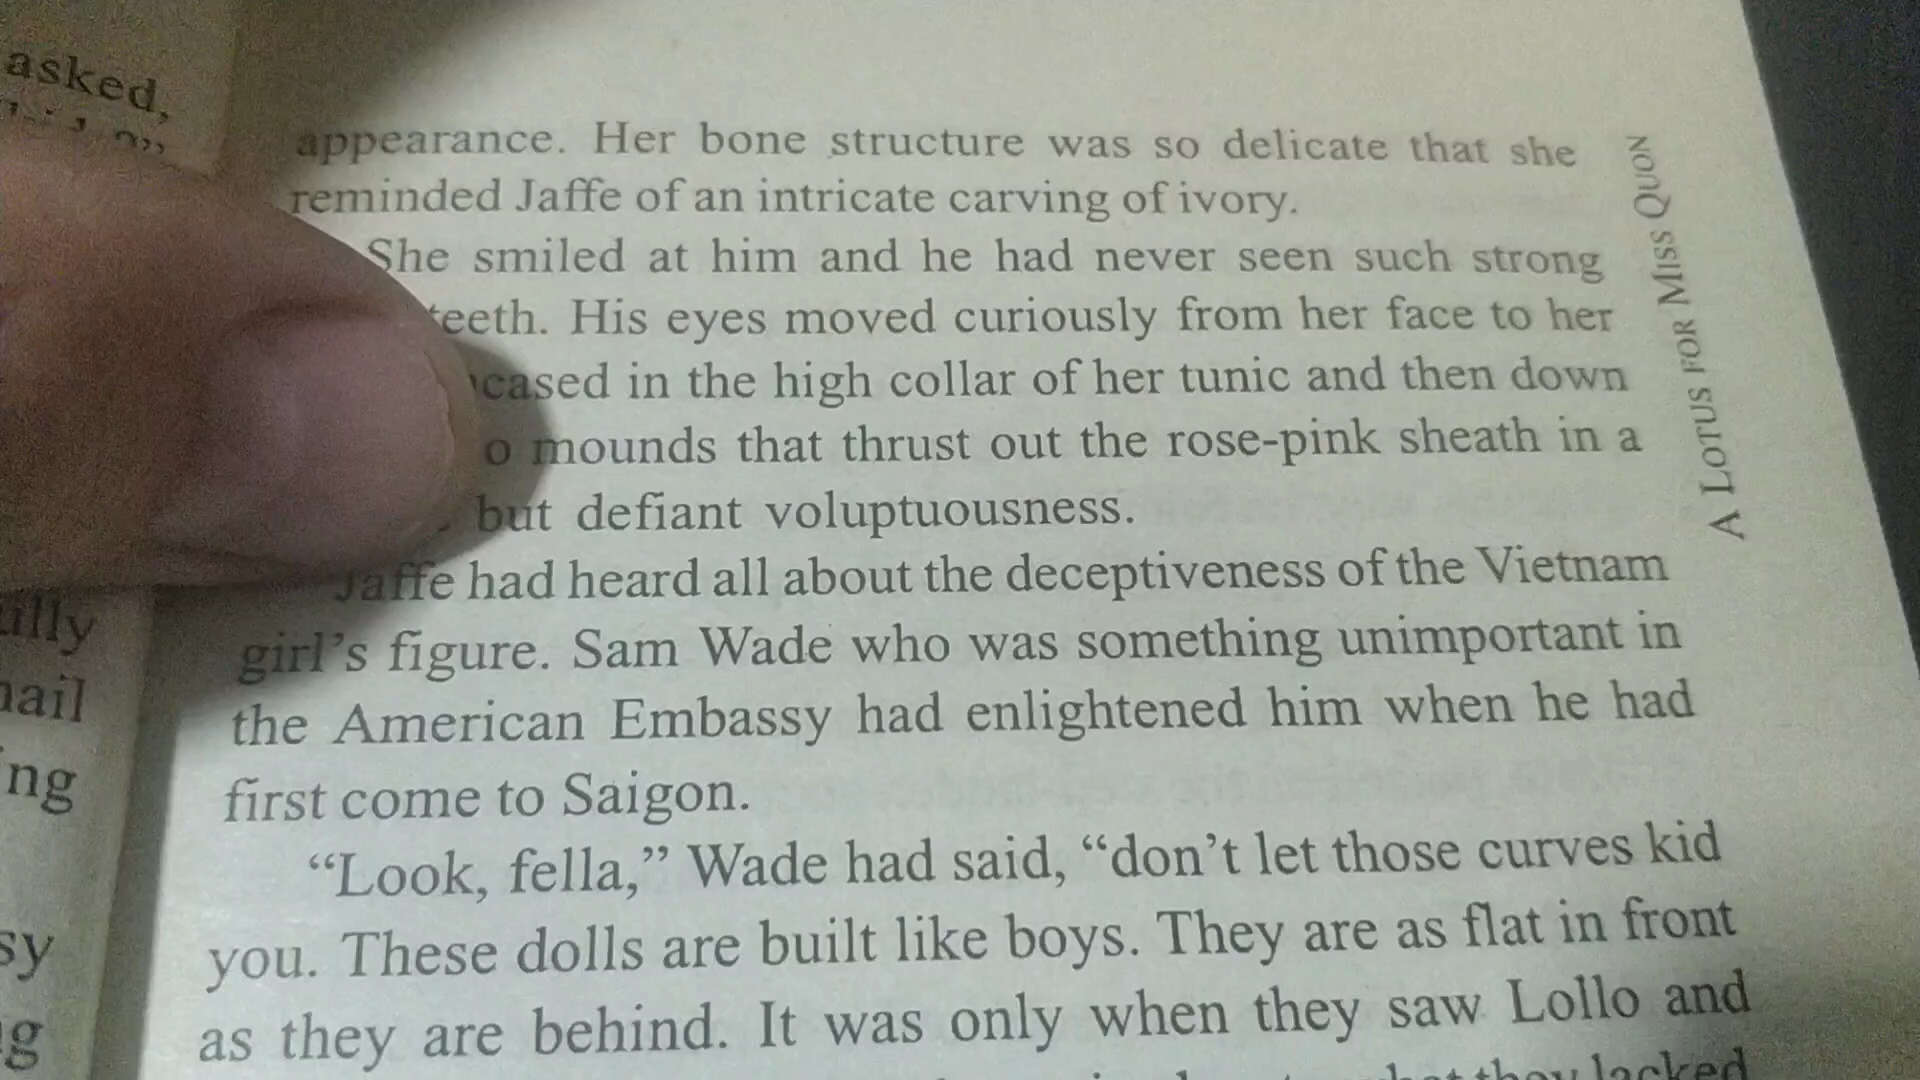 asked,
appearance. Her bone structure was so delicate that she
reminded Jaffe of an intricate carving of ivory.
She smiled at him and he had never seen such strong
teeth. His eyes moved curiously from her face to her
in the high collar of her tunic and then down
mounds that thrust out the rose-pink sheath in a
but defiant voluptuousness.
Jaffe had heard all about the deceptiveness of the Vietnam
girl's figure. Sam Wade who was something unimportant in
the American Embassy had enlightened him when he had
first come to Saigon.
“Look, fella,” Wade had said, “don't let those curves kid
you. These dolls are built like boys. They are as flat in front
as they are behind. It was only when they saw Lollo and
they lacked
A LOTUS FOR MISS QUON